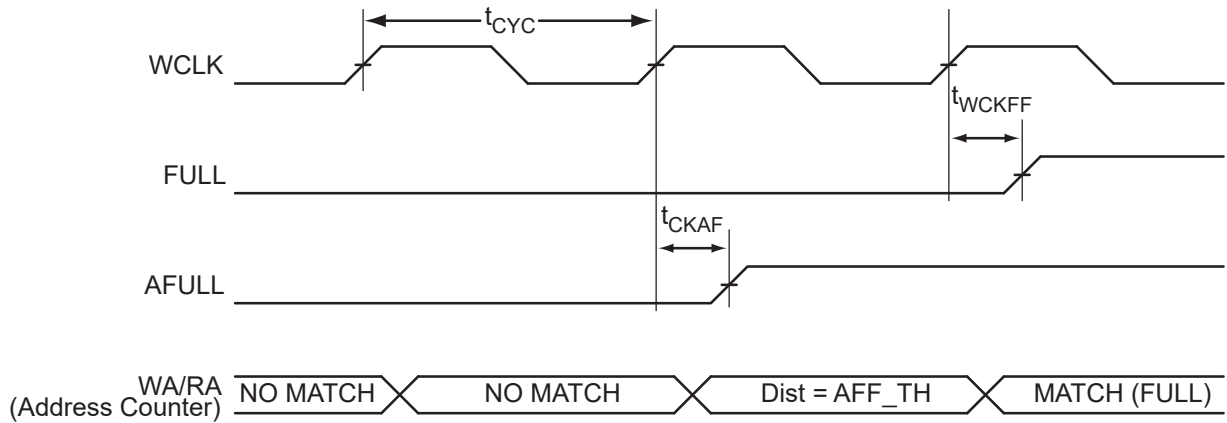 tCYC
WCLK
tWCKFF
FULL
tCKAF
AFULL
WA/RA
(Address Counter)
NO MATCH
NO MATCH
Dist = AFF_TH
MATCH (FULL)